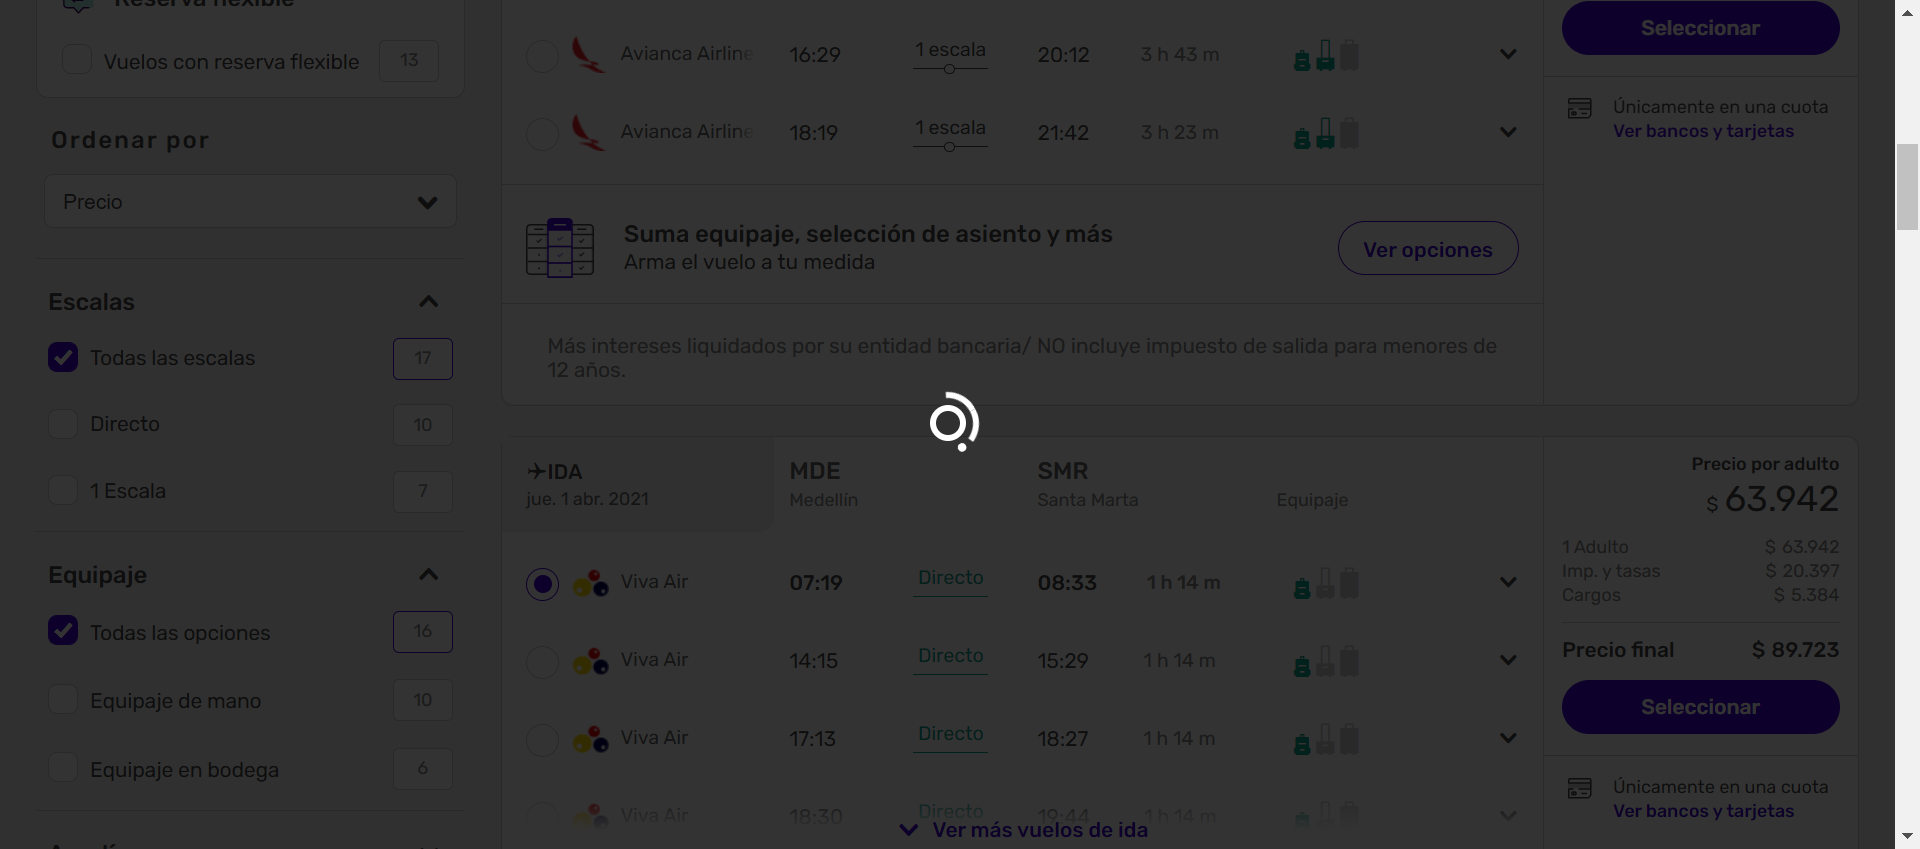 Reserva flexible
Vuelos con reserva flexible 13
Ordenar por
Precio
Escalas
Todas las escalas 17
Directo 10
1 Escala 7
Equipaje
Todas las opciones 16
Equipaje de mano 10
Equipaje en bodega 6
Avianca Airline 16:29 1 escala 20:12 3 h 43 m
Avianca Airline 18:19 1 escala 21:42 3 h 23 m
Suma equipaje, selección de asiento y más
Arma el vuelo a tu medida
Ver opciones
Más intereses liquidados por su entidad bancaria/ NO incluye impuesto de salida para menores de
12 años.
Seleccionar
Únicamente en una cuota
Ver bancos y tarjetas
IDA MDE SMR
jue. 1 abr. 2021 Medellín Santa Marta Equipaje
Viva Air 07:19 Directo 08:33 1 h 14 m
Viva Air 14:15 Directo 15:29 1 h 14 m
Viva Air 17:13 Directo 18:27 1 h 14 m
Viva Air 18:30 Directo 19:44 1 h 14 m
Ver más vuelos de ida
Precio por adulto
$ 63.942
1 Adulto $ 63.942
Imp. y tasas $ 20.397
Cargos $ 5.384
Precio final $ 89.723
Seleccionar
Únicamente en una cuota
Ver bancos y tarjetas